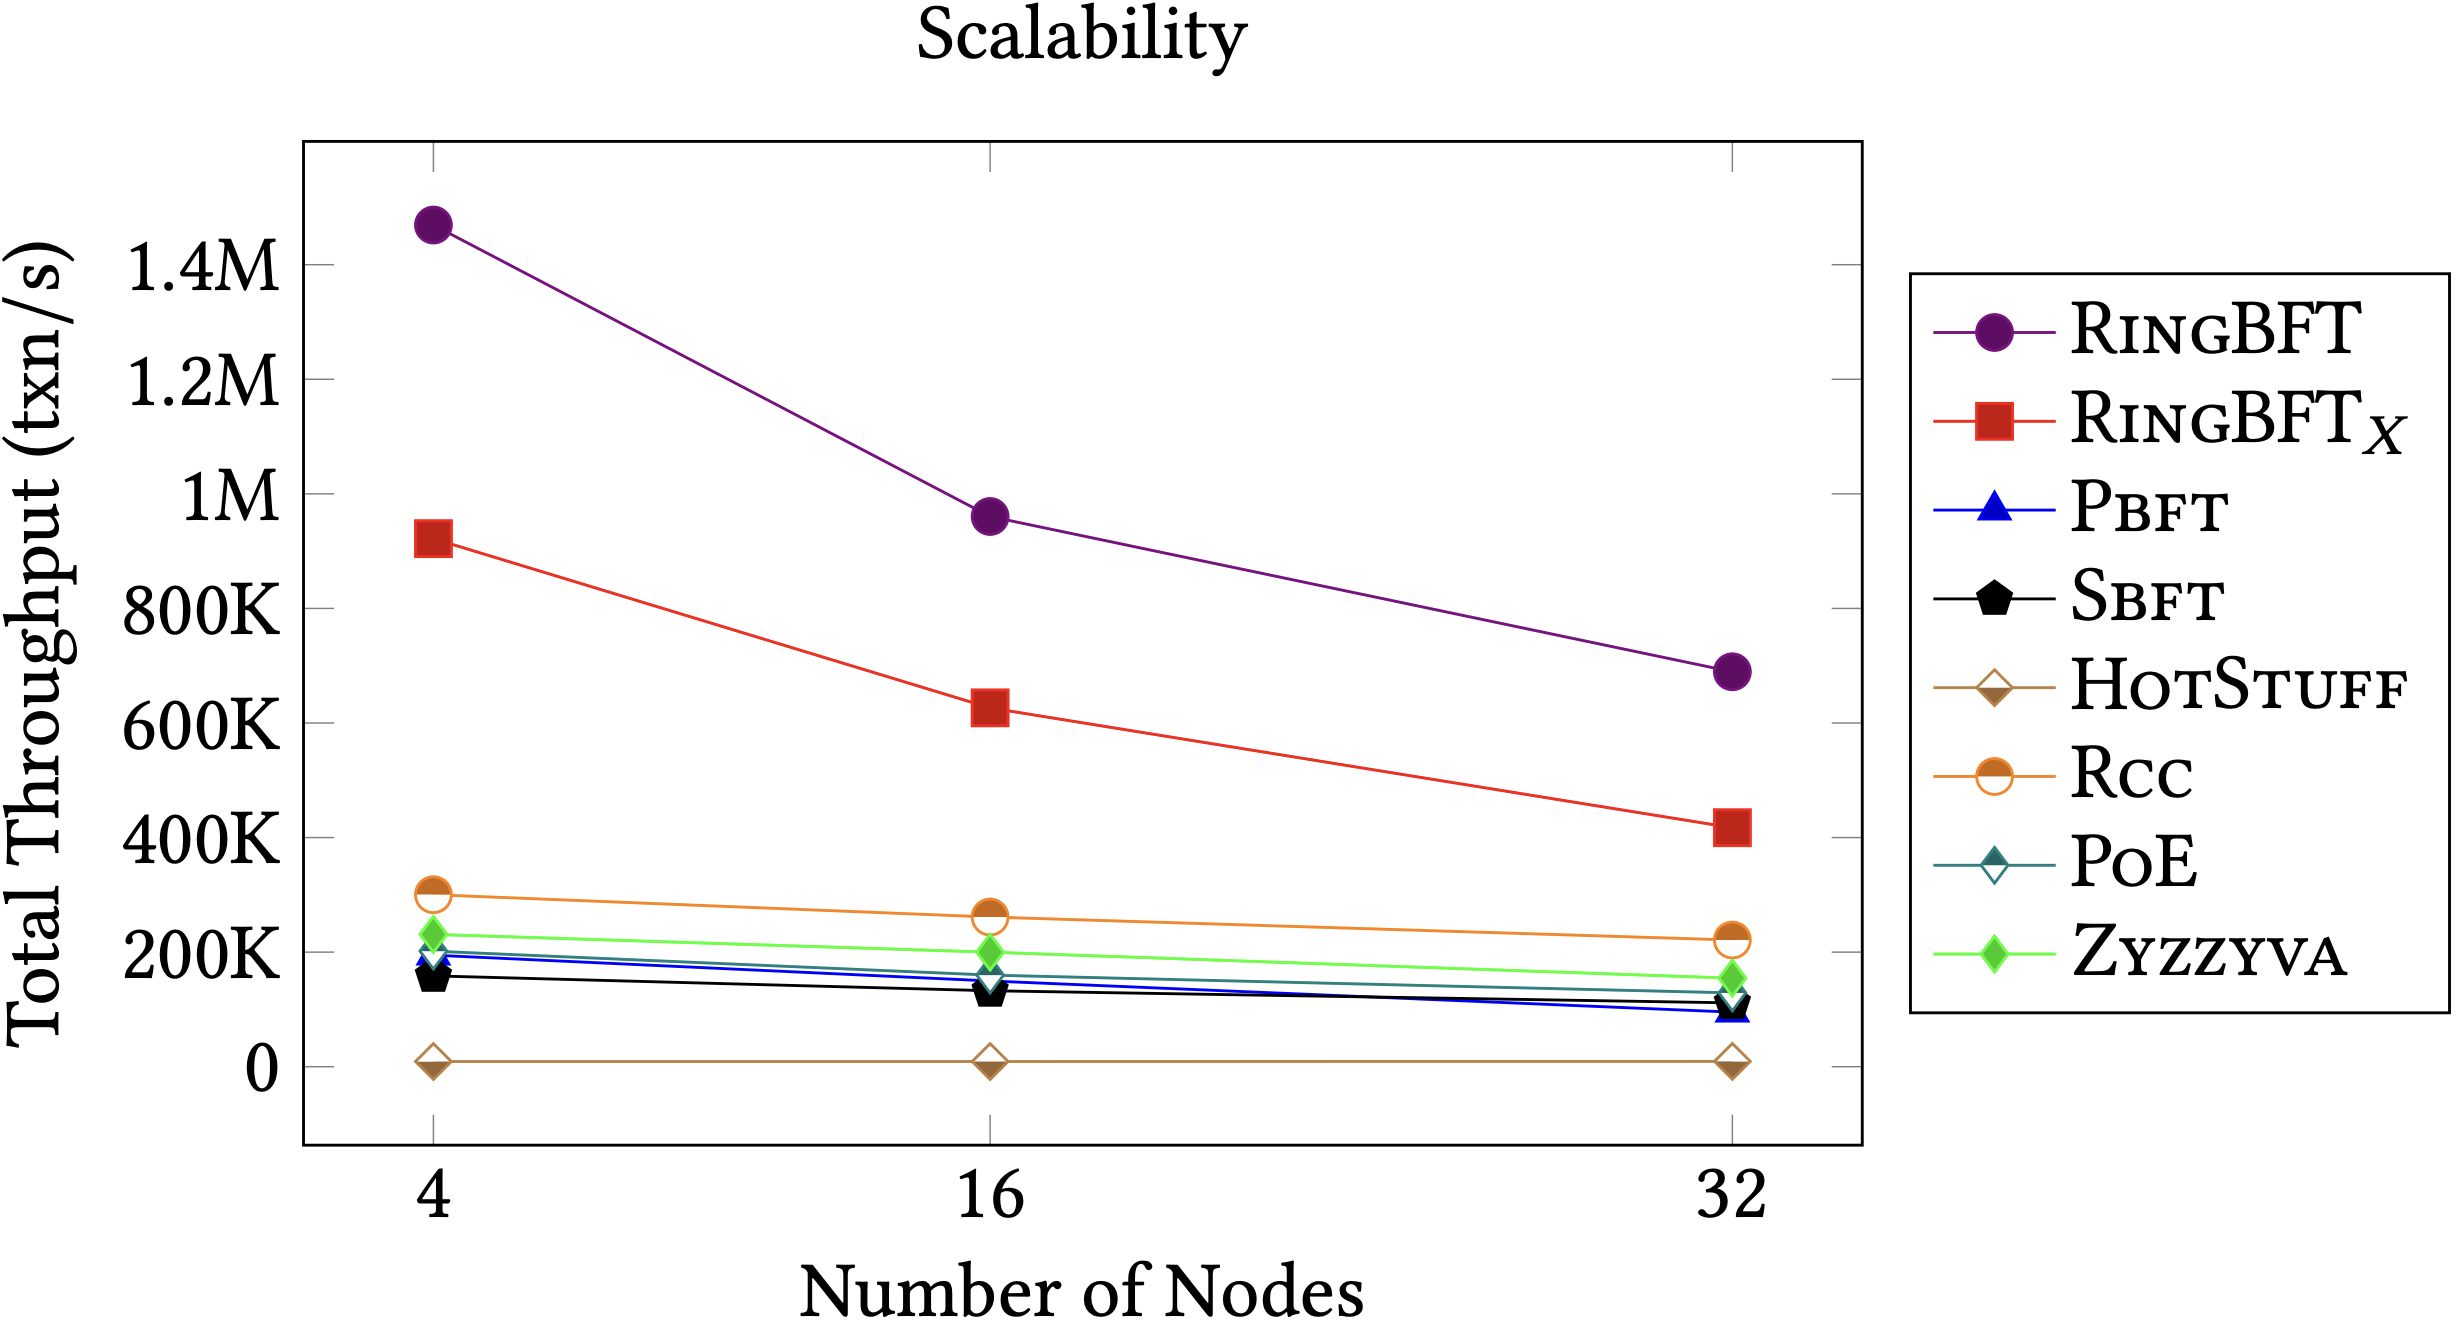 Scalability
Total Throughput (txn/s)
1.4M
1.2M
1M
800K
600K
400K
200K
0
4 16 32
Number of Nodes
RingBFT
RingBFTX
Pbft
Sbft
HotStuff
Rcc
PoE
Zyzzyva